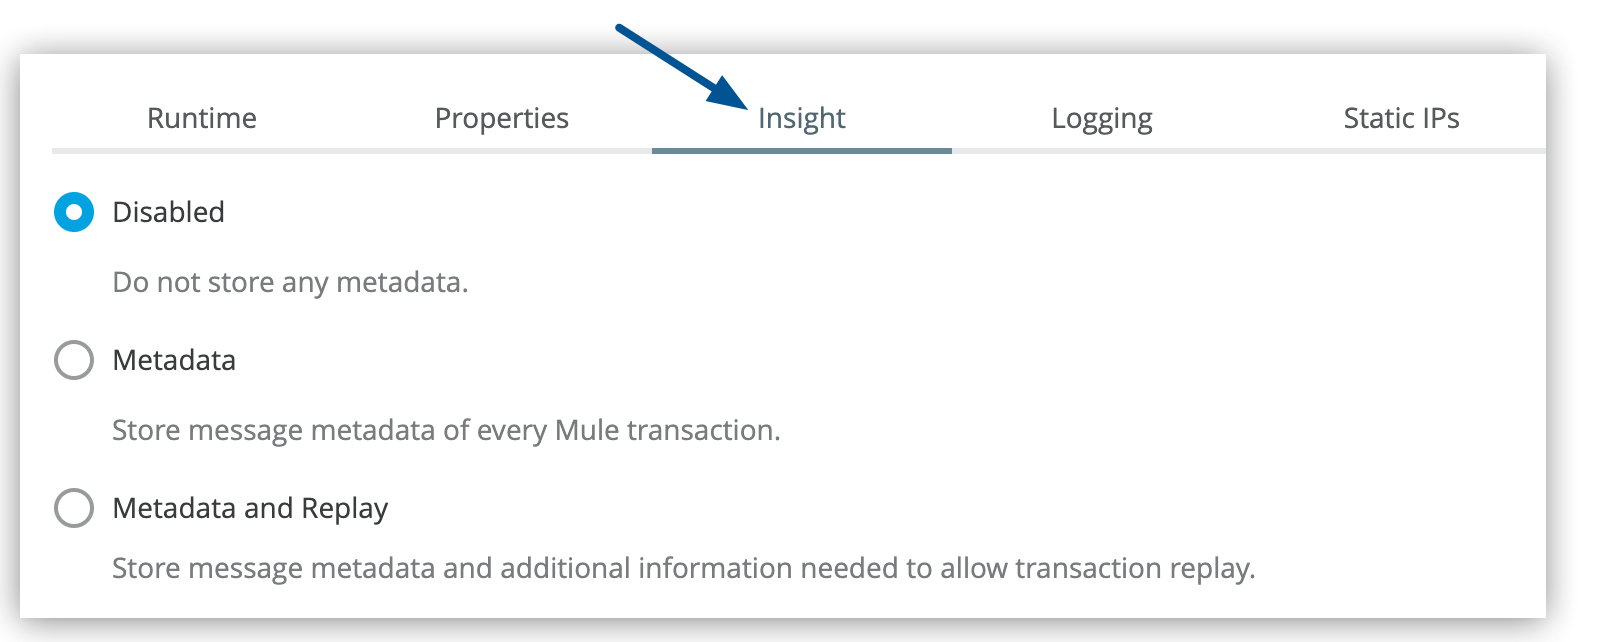 Runtime Properties Insight Logging Static IPs
Disabled
Do not store any metadata.
Metadata
Store message metadata of every Mule transaction.
Metadata and Replay
Store message metadata and additional information needed to allow transaction replay.